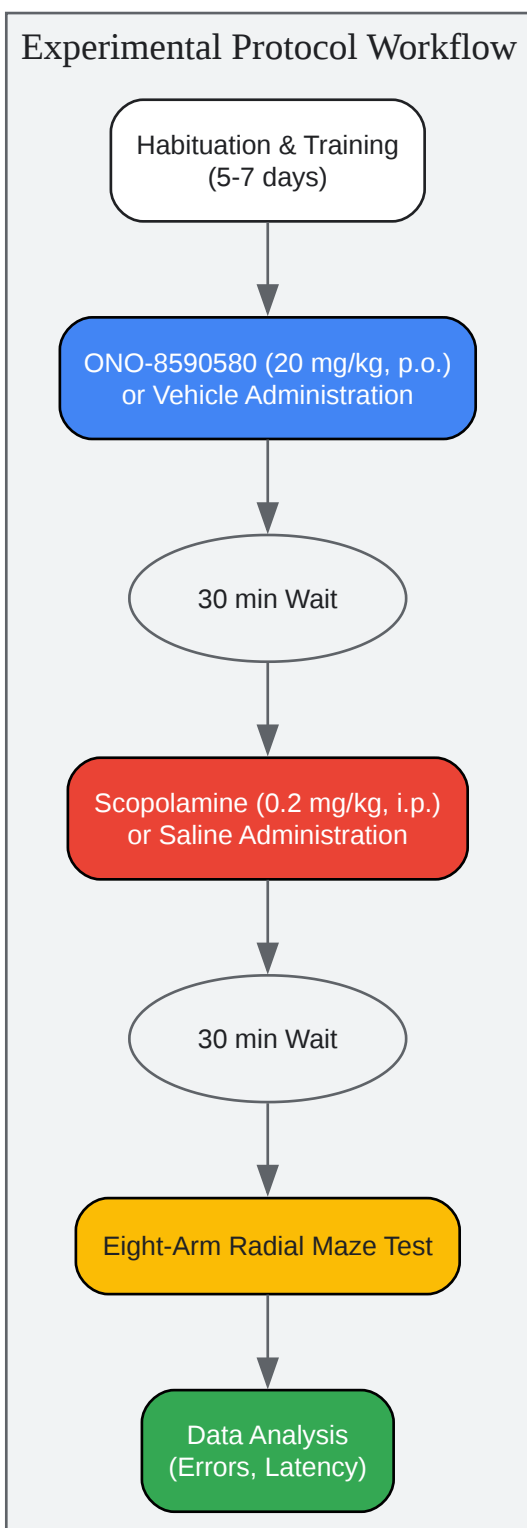 Experimental Protocol Workflow
Habituation & Training
(5-7 days)
ONO-8590580 (20 mg/kg, p.o.)
or Vehicle Administration
30 min Wait
Scopolamine (0.2 mg/kg, i.p.)
or Saline Administration
30 min Wait
Eight-Arm Radial Maze Test
Data Analysis
(Errors, Latency)